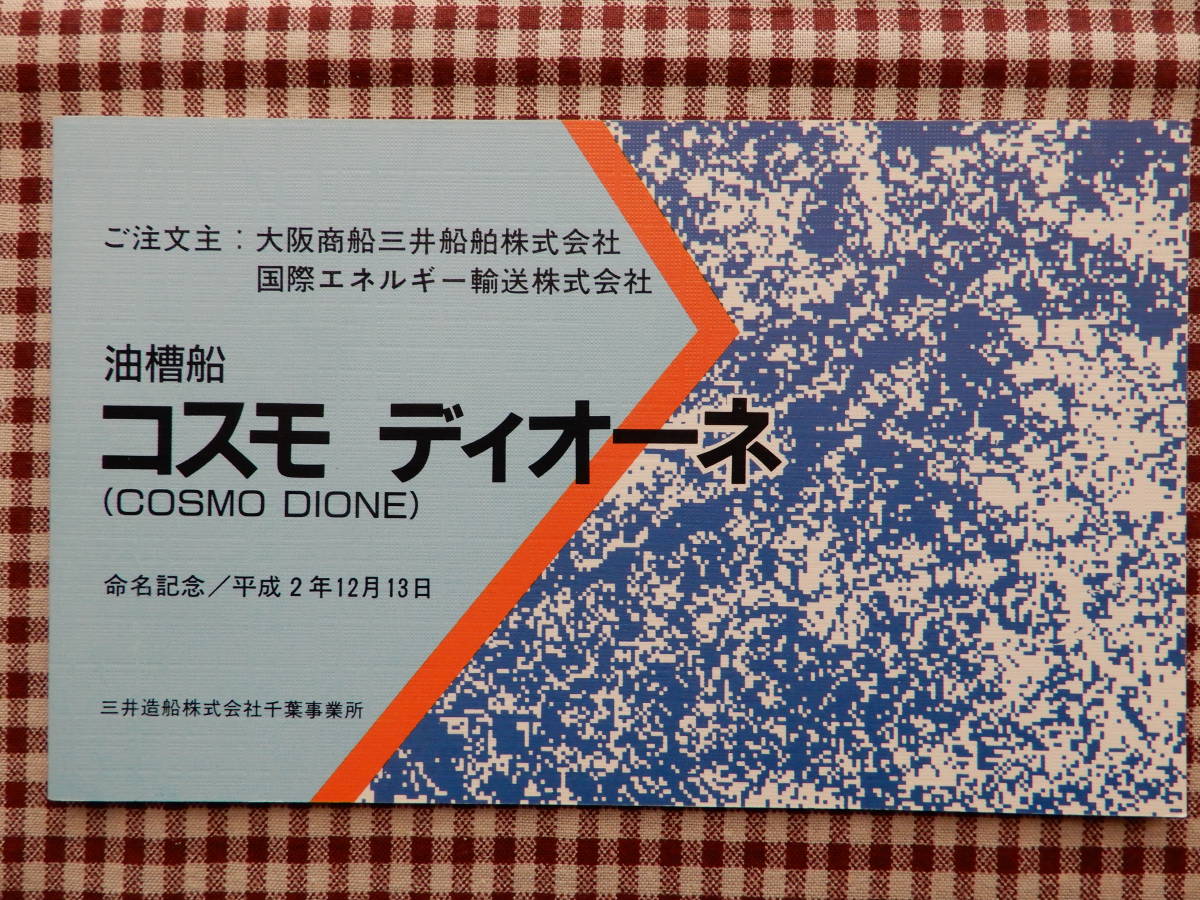 ご注文主：大阪商船三井船舶株式会社
国際エネルギー輸送株式会社
油槽船
コスモ ディオーネ
(COSMO DIONE)
命名記念／平成2年12月13日
三井造船株式会社千葉事業所